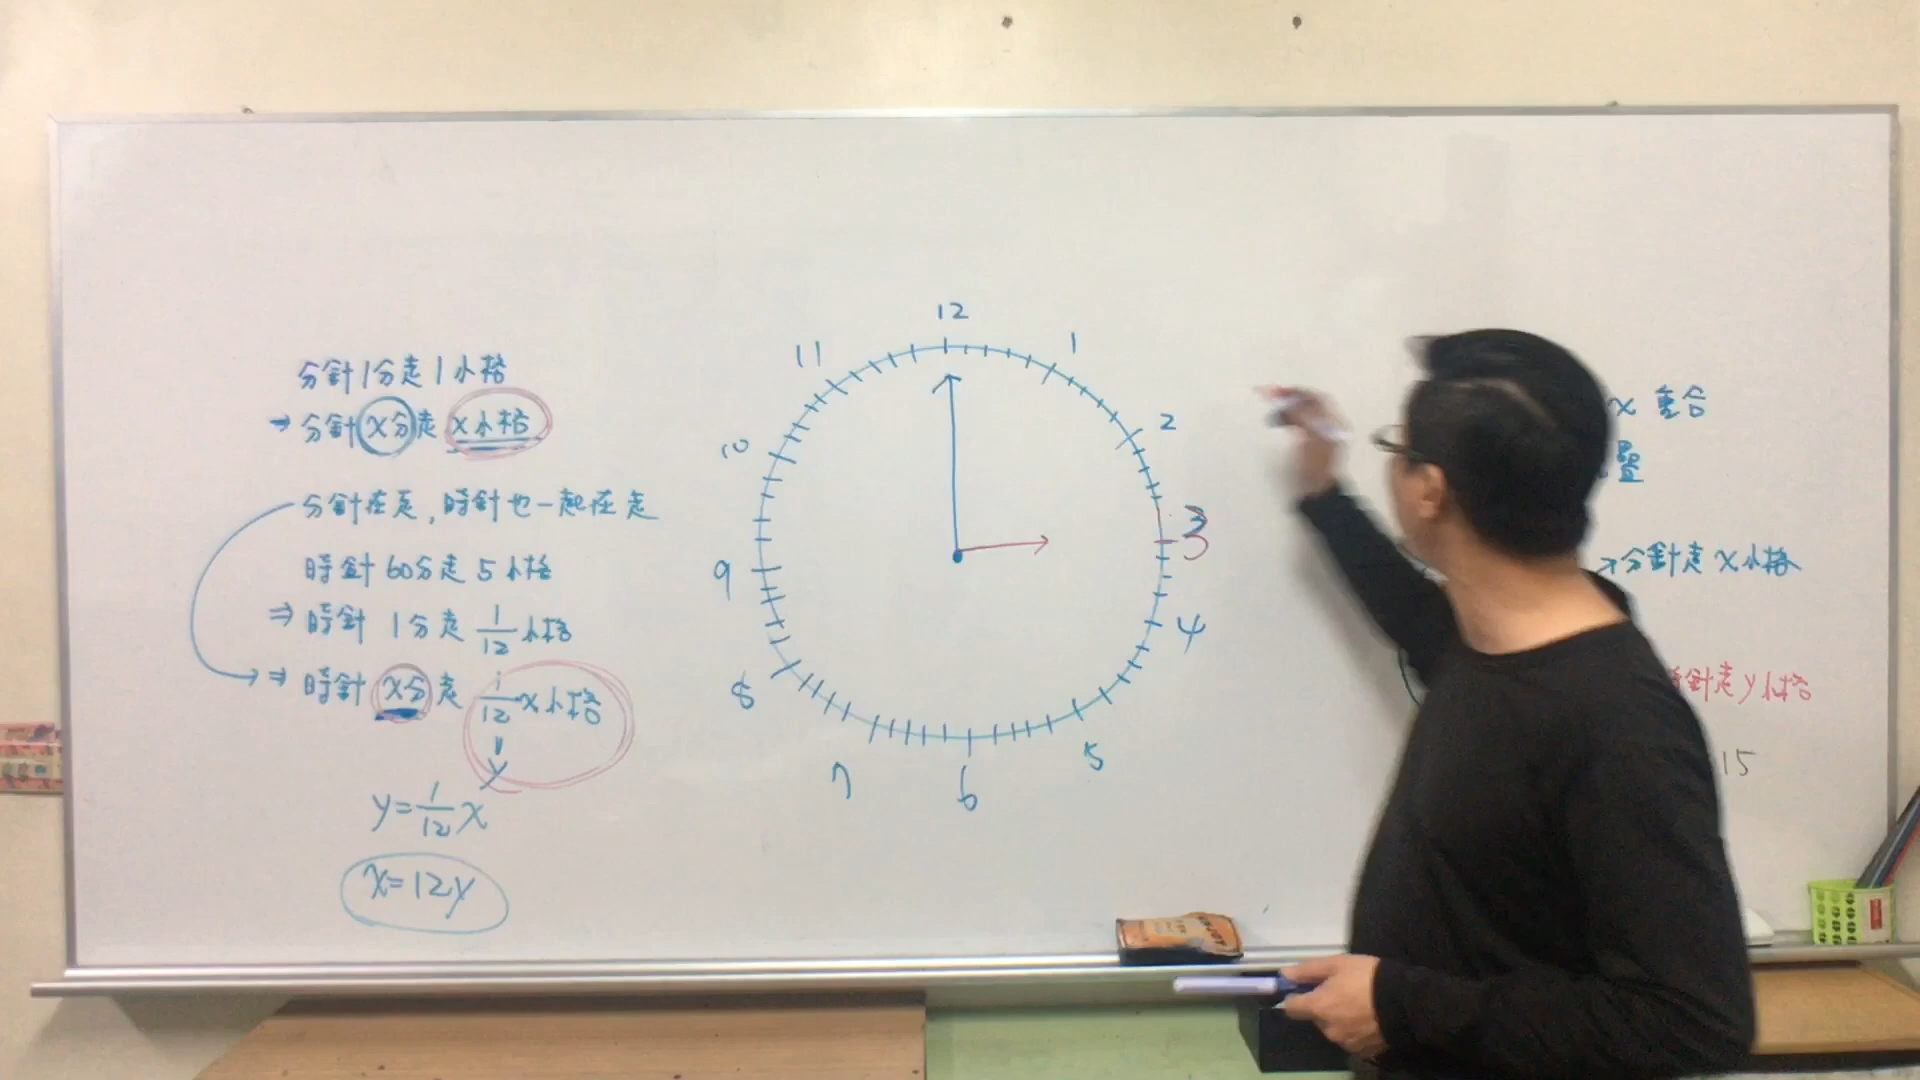 分針1分走1小格
→ 分針x分走 x小格
分針在走,時針也一起在走
時針60分走5小格
⇒ 時針 1分走 1/12 小格
⇒ 時針 x分 走 1/12 x小格
y
y=1/12 x
x=12y
12
1
2
3
4
5
6
7
8
9
10
11
x 重合
疊
→分針走 x小格
針走y小格
15